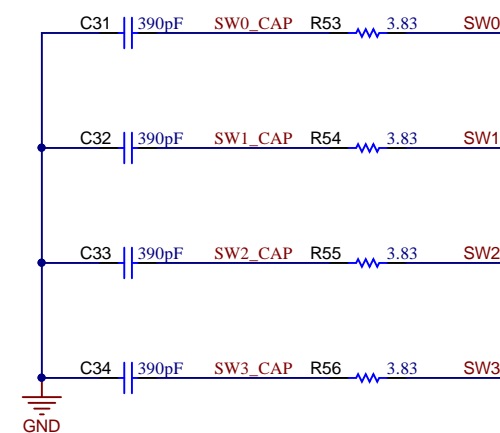 C31 390pF SW0_CAP R53 3.83 SW0
C32 390pF SW1_CAP R54 3.83 SW1
C33 390pF SW2_CAP R55 3.83 SW2
C34 390pF SW3_CAP R56 3.83 SW3
GND